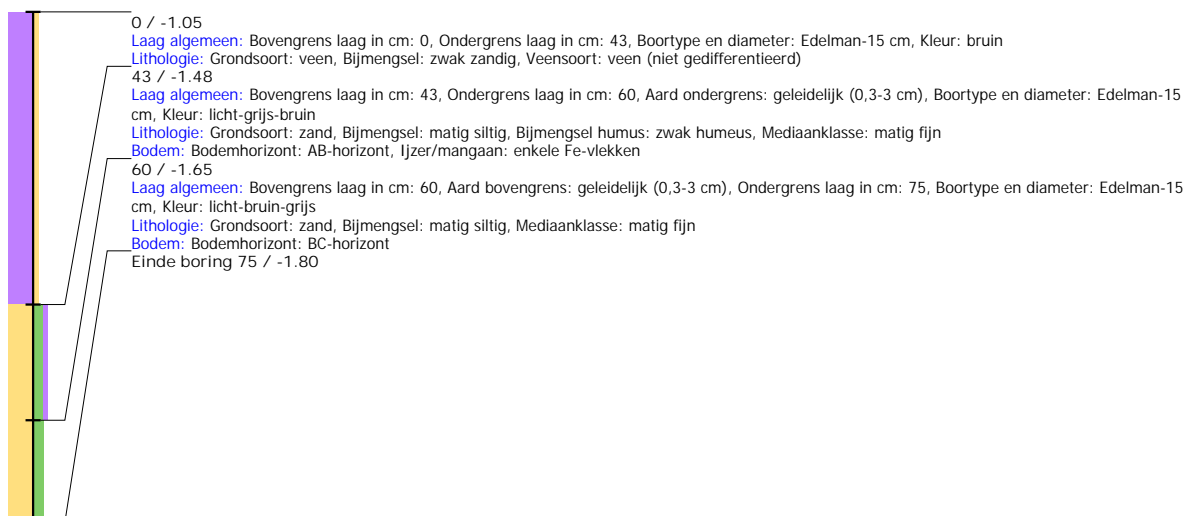 0 / -1.05
Laag algemeen: Bovengrens laag in cm: 0, Ondergrens laag in cm: 43, Boortype en diameter: Edelman-15 cm, Kleur: bruin
Lithologie: Grondsoort: veen, Bijmengsel: zwak zandig, Veensoort: veen (niet gedifferentieerd)
43 / -1.48
Laag algemeen: Bovengrens laag in cm: 43, Ondergrens laag in cm: 60, Aard ondergrens: geleidelijk (0,3-3 cm), Boortype en diameter: Edelman-15
cm, Kleur: licht-grijs-bruin
Lithologie: Grondsoort: zand, Bijmengsel: matig siltig, Bijmengsel humus: zwak humeus, Mediaanklasse: matig fijn
Bodem: Bodemhorizont: AB-horizont, Ijzer/mangaan: enkele Fe-vlekken
60 / -1.65
Laag algemeen: Bovengrens laag in cm: 60, Aard bovengrens: geleidelijk (0,3-3 cm), Ondergrens laag in cm: 75, Boortype en diameter: Edelman-15
cm, Kleur: licht-bruin-grijs
Lithologie: Grondsoort: zand, Bijmengsel: matig siltig, Mediaanklasse: matig fijn
Bodem: Bodemhorizont: BC-horizont
Einde boring 75 / -1.80